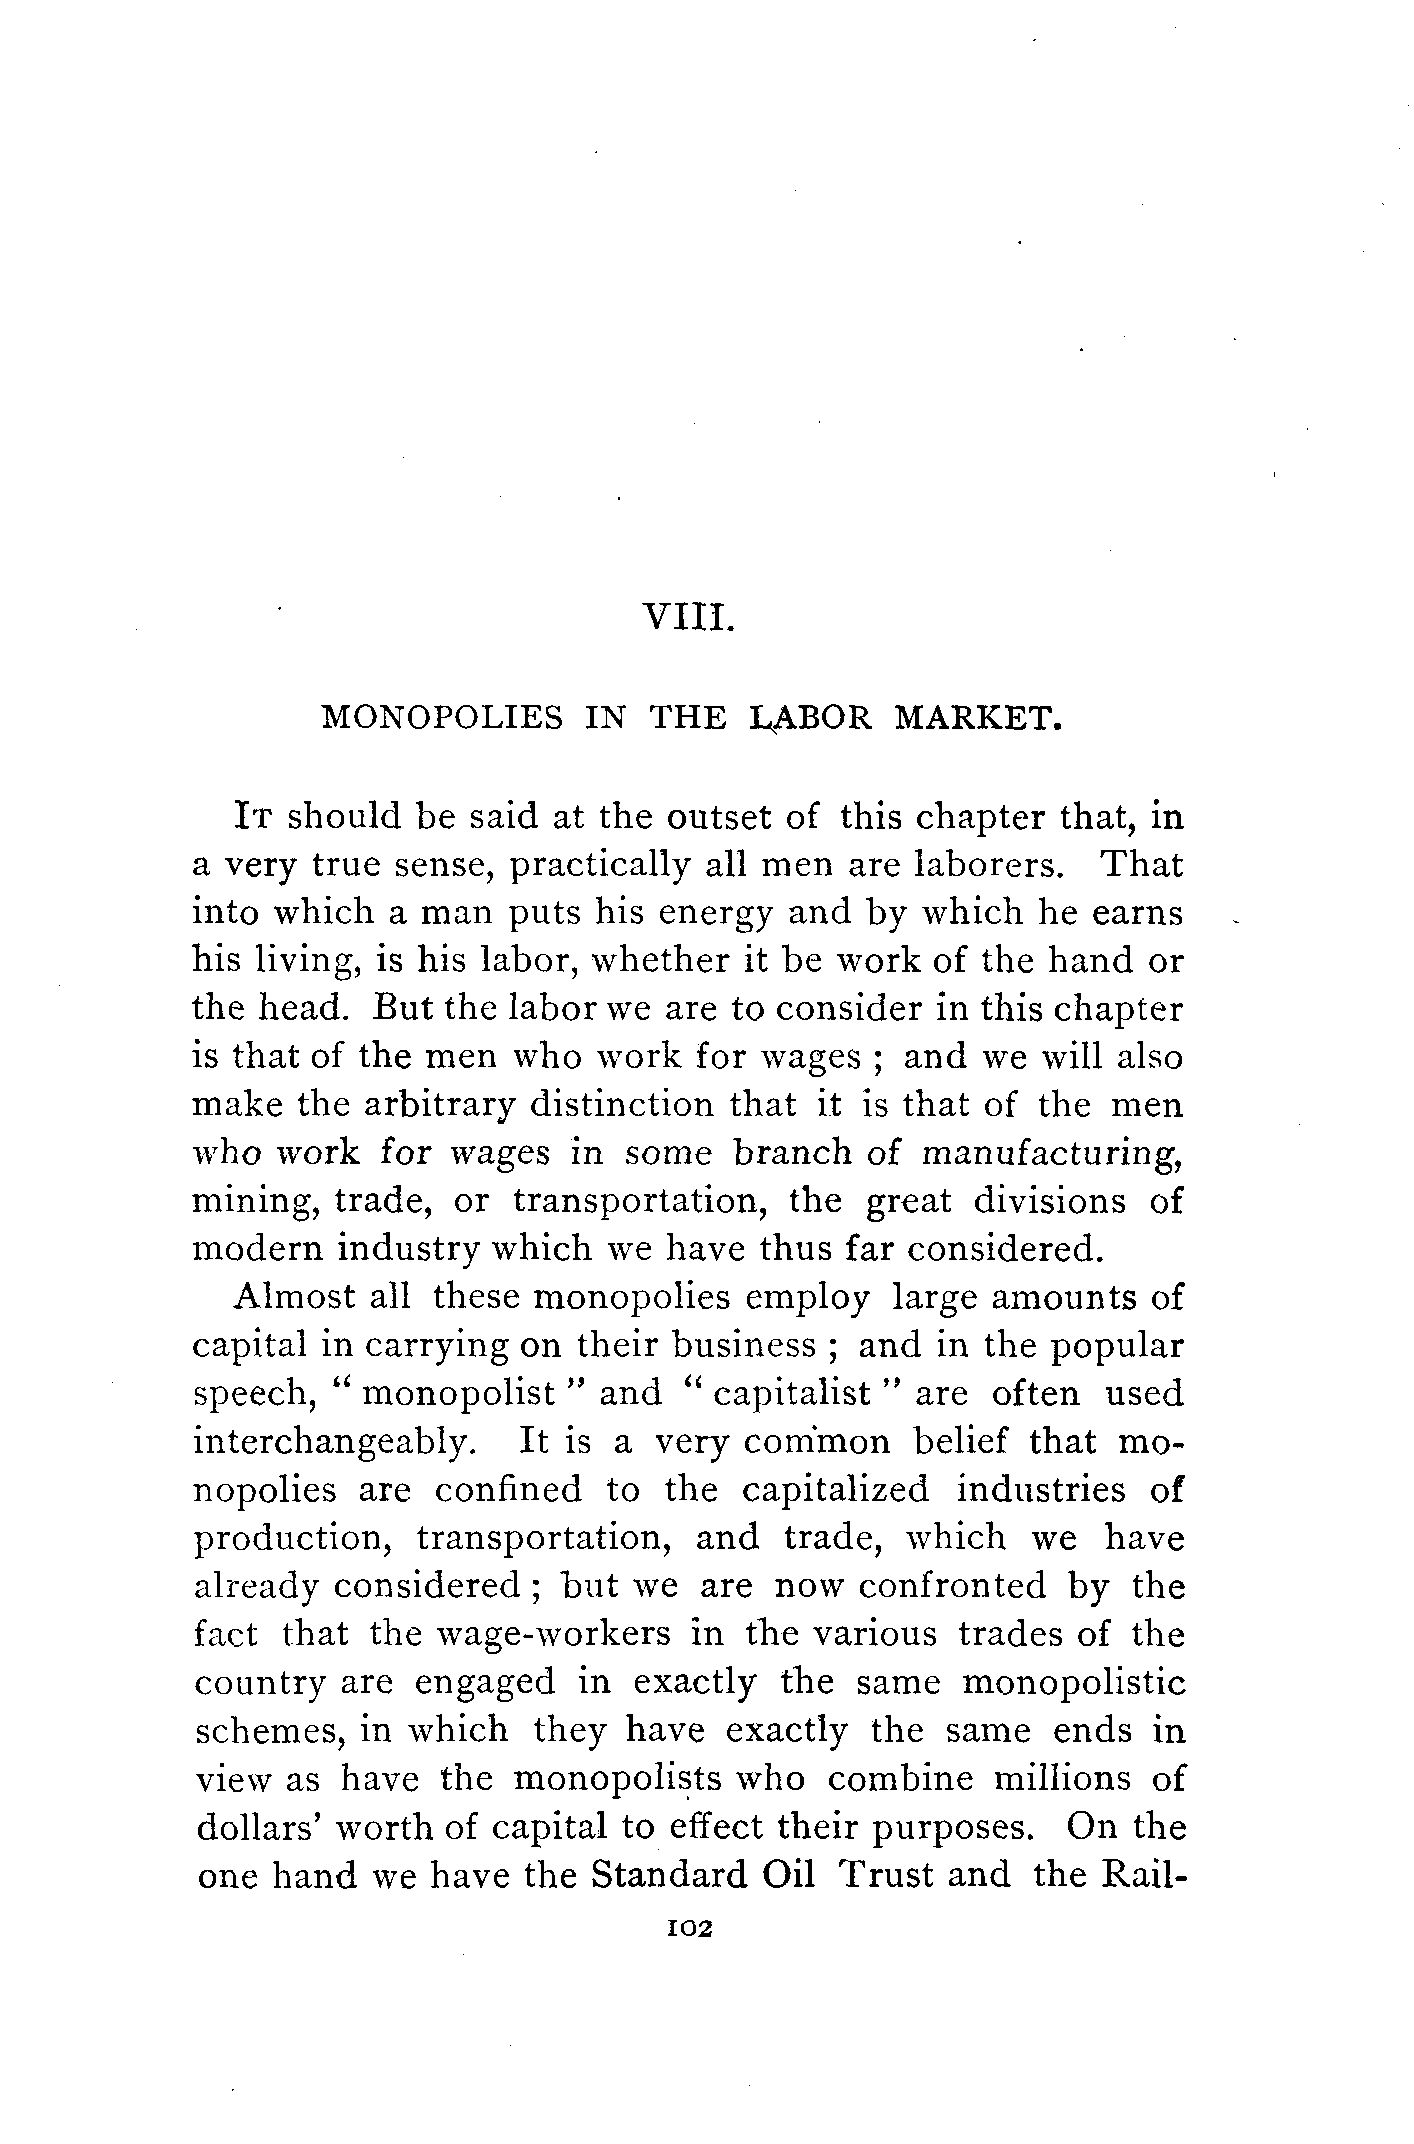 VIII.
MONOPOLIES IN THE LABOR MARKET.
IT should be said at the outset of this chapter that, in
a very true sense, practically all men are laborers. That
into which a man puts his energy and by which he earns
his living, is his labor, whether it be work of the hand or
the head. But the labor we are to consider in this chapter
is that of the men who work for wages ; and we will also
make the arbitrary distinction that it is that of the men
who work for wages in some branch of manufacturing,
mining, trade, or transportation, the great divisions of
modern industry which we have thus far considered.
Almost all these monopolies employ large amounts of
capital in carrying on their business ; and in the popular
speech, “ monopolist ” and “ capitalist ” are often used
interchangeably. It is a very common belief that mo-
nopolies are confined to the capitalized industries of
production, transportation, and trade, which we have
already considered ; but we are now confronted by the
fact that the wage-workers in the various trades of the
country are engaged in exactly the same monopolistic
schemes, in which they have exactly the same ends in
view as have the monopolists who combine millions of
dollars’ worth of capital to effect their purposes. On the
one hand we have the Standard Oil Trust and the Rail-
102